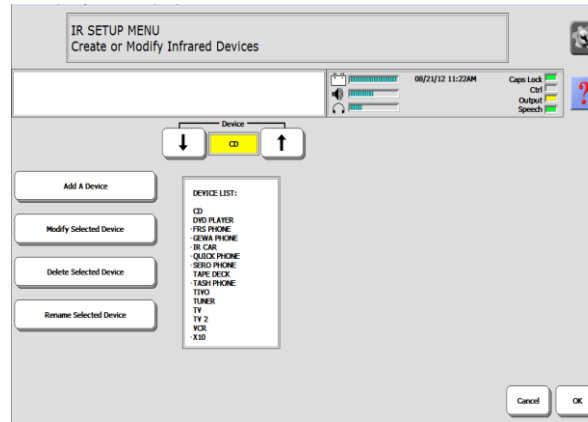 IR SETUP MENU
Create or Modify Infrared Devices
08/21/12 11:22AM
Caps Lock
Ctrl
Output
Speech
?
Device
CD
Add A Device
Modify Selected Device
Delete Selected Device
Rename Selected Device
DEVICE LIST:
CD
DVD PLAYER
·FRS PHONE
·GEWA PHONE
·IR CAR
·QUICK PHONE
·SERO PHONE
TAPE DECK
·TASH PHONE
TIVO
TUNER
TV
TV 2
VCR
·X10
Cancel
OK